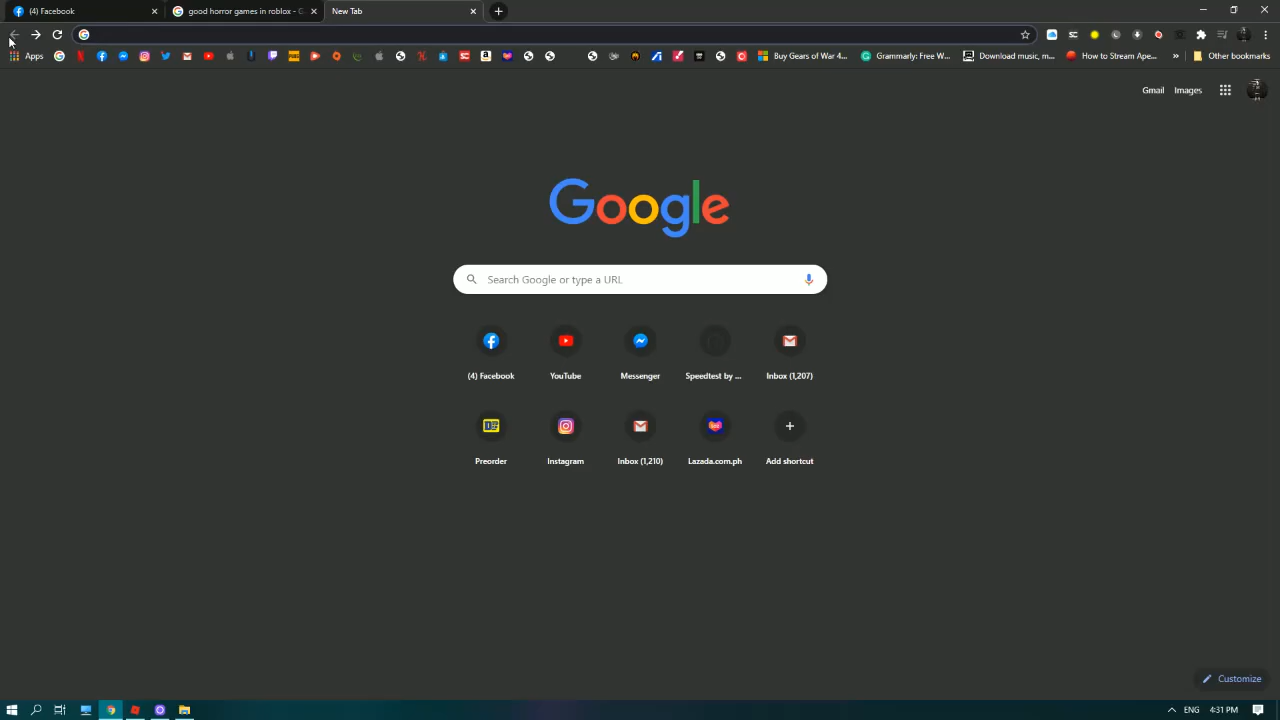 (4) Facebook
good horror games in roblox - G
New Tab
Apps
Buy Gears of War 4...
Grammarly: Free W...
Download music, m...
How to Stream Ape...
»
Other bookmarks
Gmail
Images
Google
Search Google or type a URL
(4) Facebook
YouTube
Messenger
Speedtest by ...
Inbox (1,207)
Preorder
Instagram
Inbox (1,210)
Lazada.com.ph
Add shortcut
Customize
ENG
4:31 PM